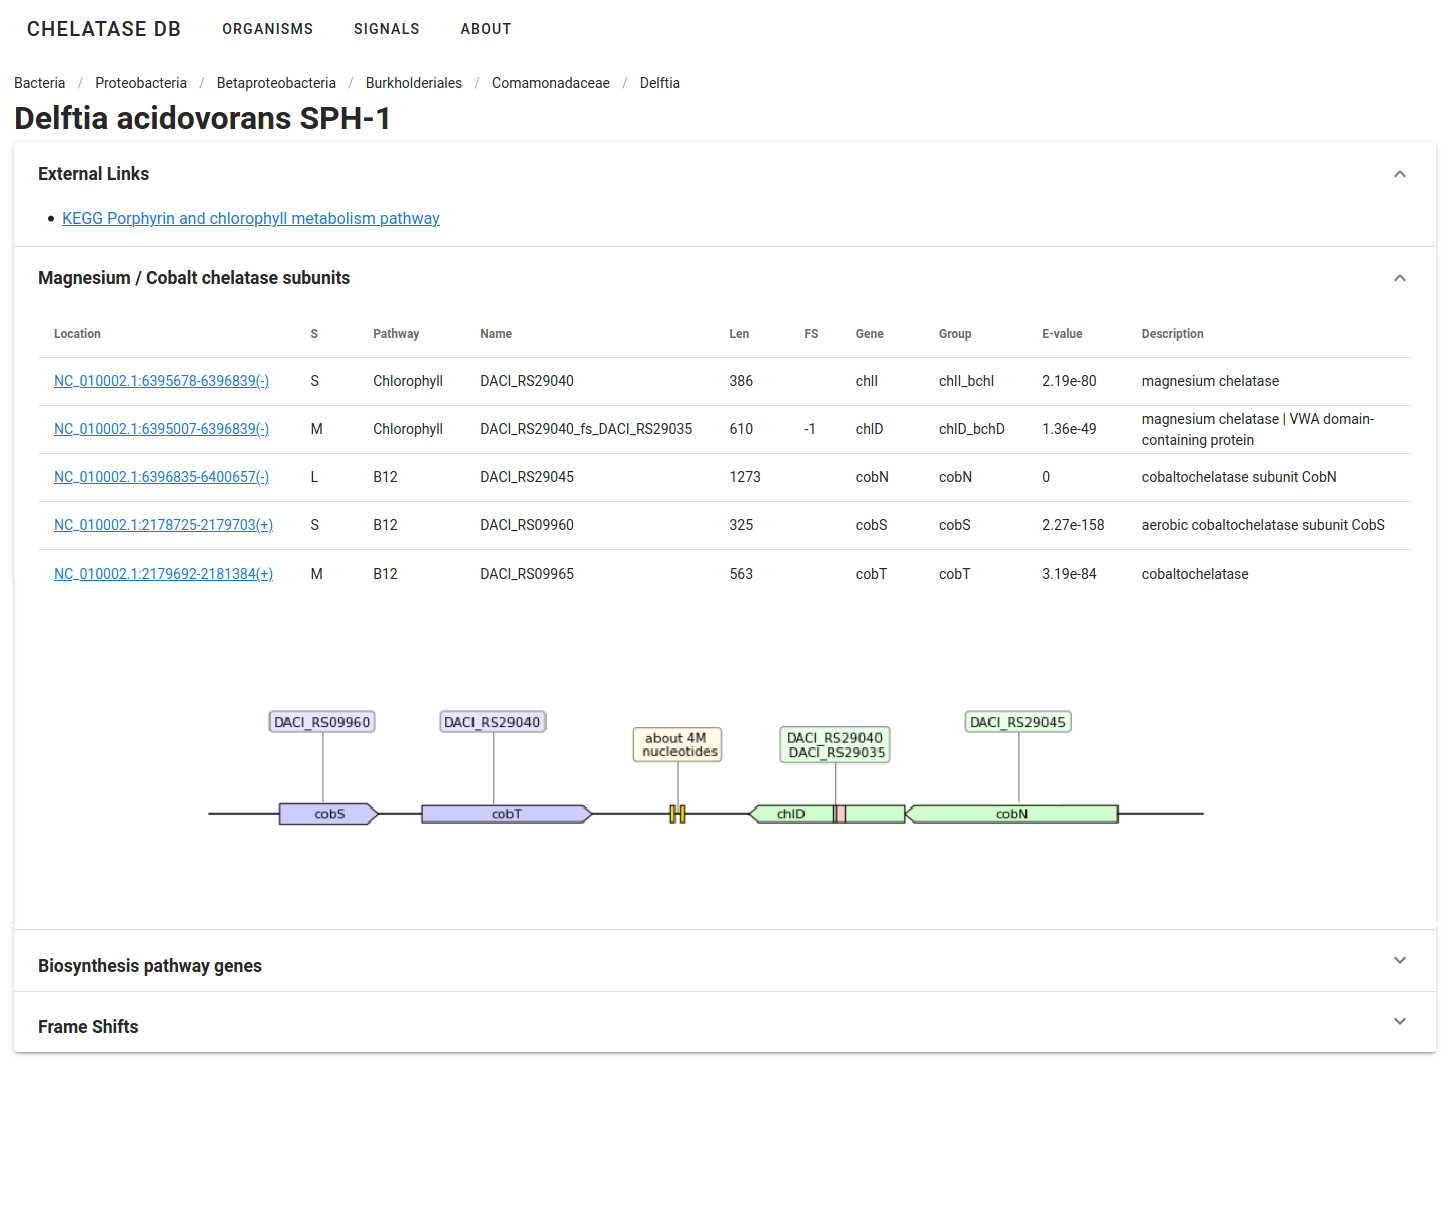 CHELATASE DB ORGANISMS SIGNALS ABOUT
Bacteria / Proteobacteria / Betaproteobacteria / Burkholderiales / Comamonadaceae / Delftia
Delftia acidovorans SPH-1
External Links
• KEGG Porphyrin and chlorophyll metabolism pathway
Magnesium / Cobalt chelatase subunits
Location S Pathway Name Len FS Gene Group E-value Description
NC_010002.1:6395678-6396839(-) S Chlorophyll DACI_RS29040 386 chlI chlI_bchI 2.19e-80 magnesium chelatase
NC_010002.1:6395007-6396839(-) M Chlorophyll DACI_RS29040_fs_DACI_RS29035 610 -1 chlD chlD_bchD 1.36e-49 magnesium chelatase | VWA domain-
containing protein
NC_010002.1:6396835-6400657(-) L B12 DACI_RS29045 1273 cobN cobN 0 cobaltochelatase subunit CobN
NC_010002.1:2178725-2179703(+) S B12 DACI_RS09960 325 cobS cobS 2.27e-158 aerobic cobaltochelatase subunit CobS
NC_010002.1:2179692-2181384(+) M B12 DACI_RS09965 563 cobT cobT 3.19e-84 cobaltochelatase
DACI_RS09960 DACI_RS29040 DACI_RS29045
about 4M
nucleotides
DACI_RS29040
DACI_RS29035
cobS cobT chlD cobN
Biosynthesis pathway genes
Frame Shifts